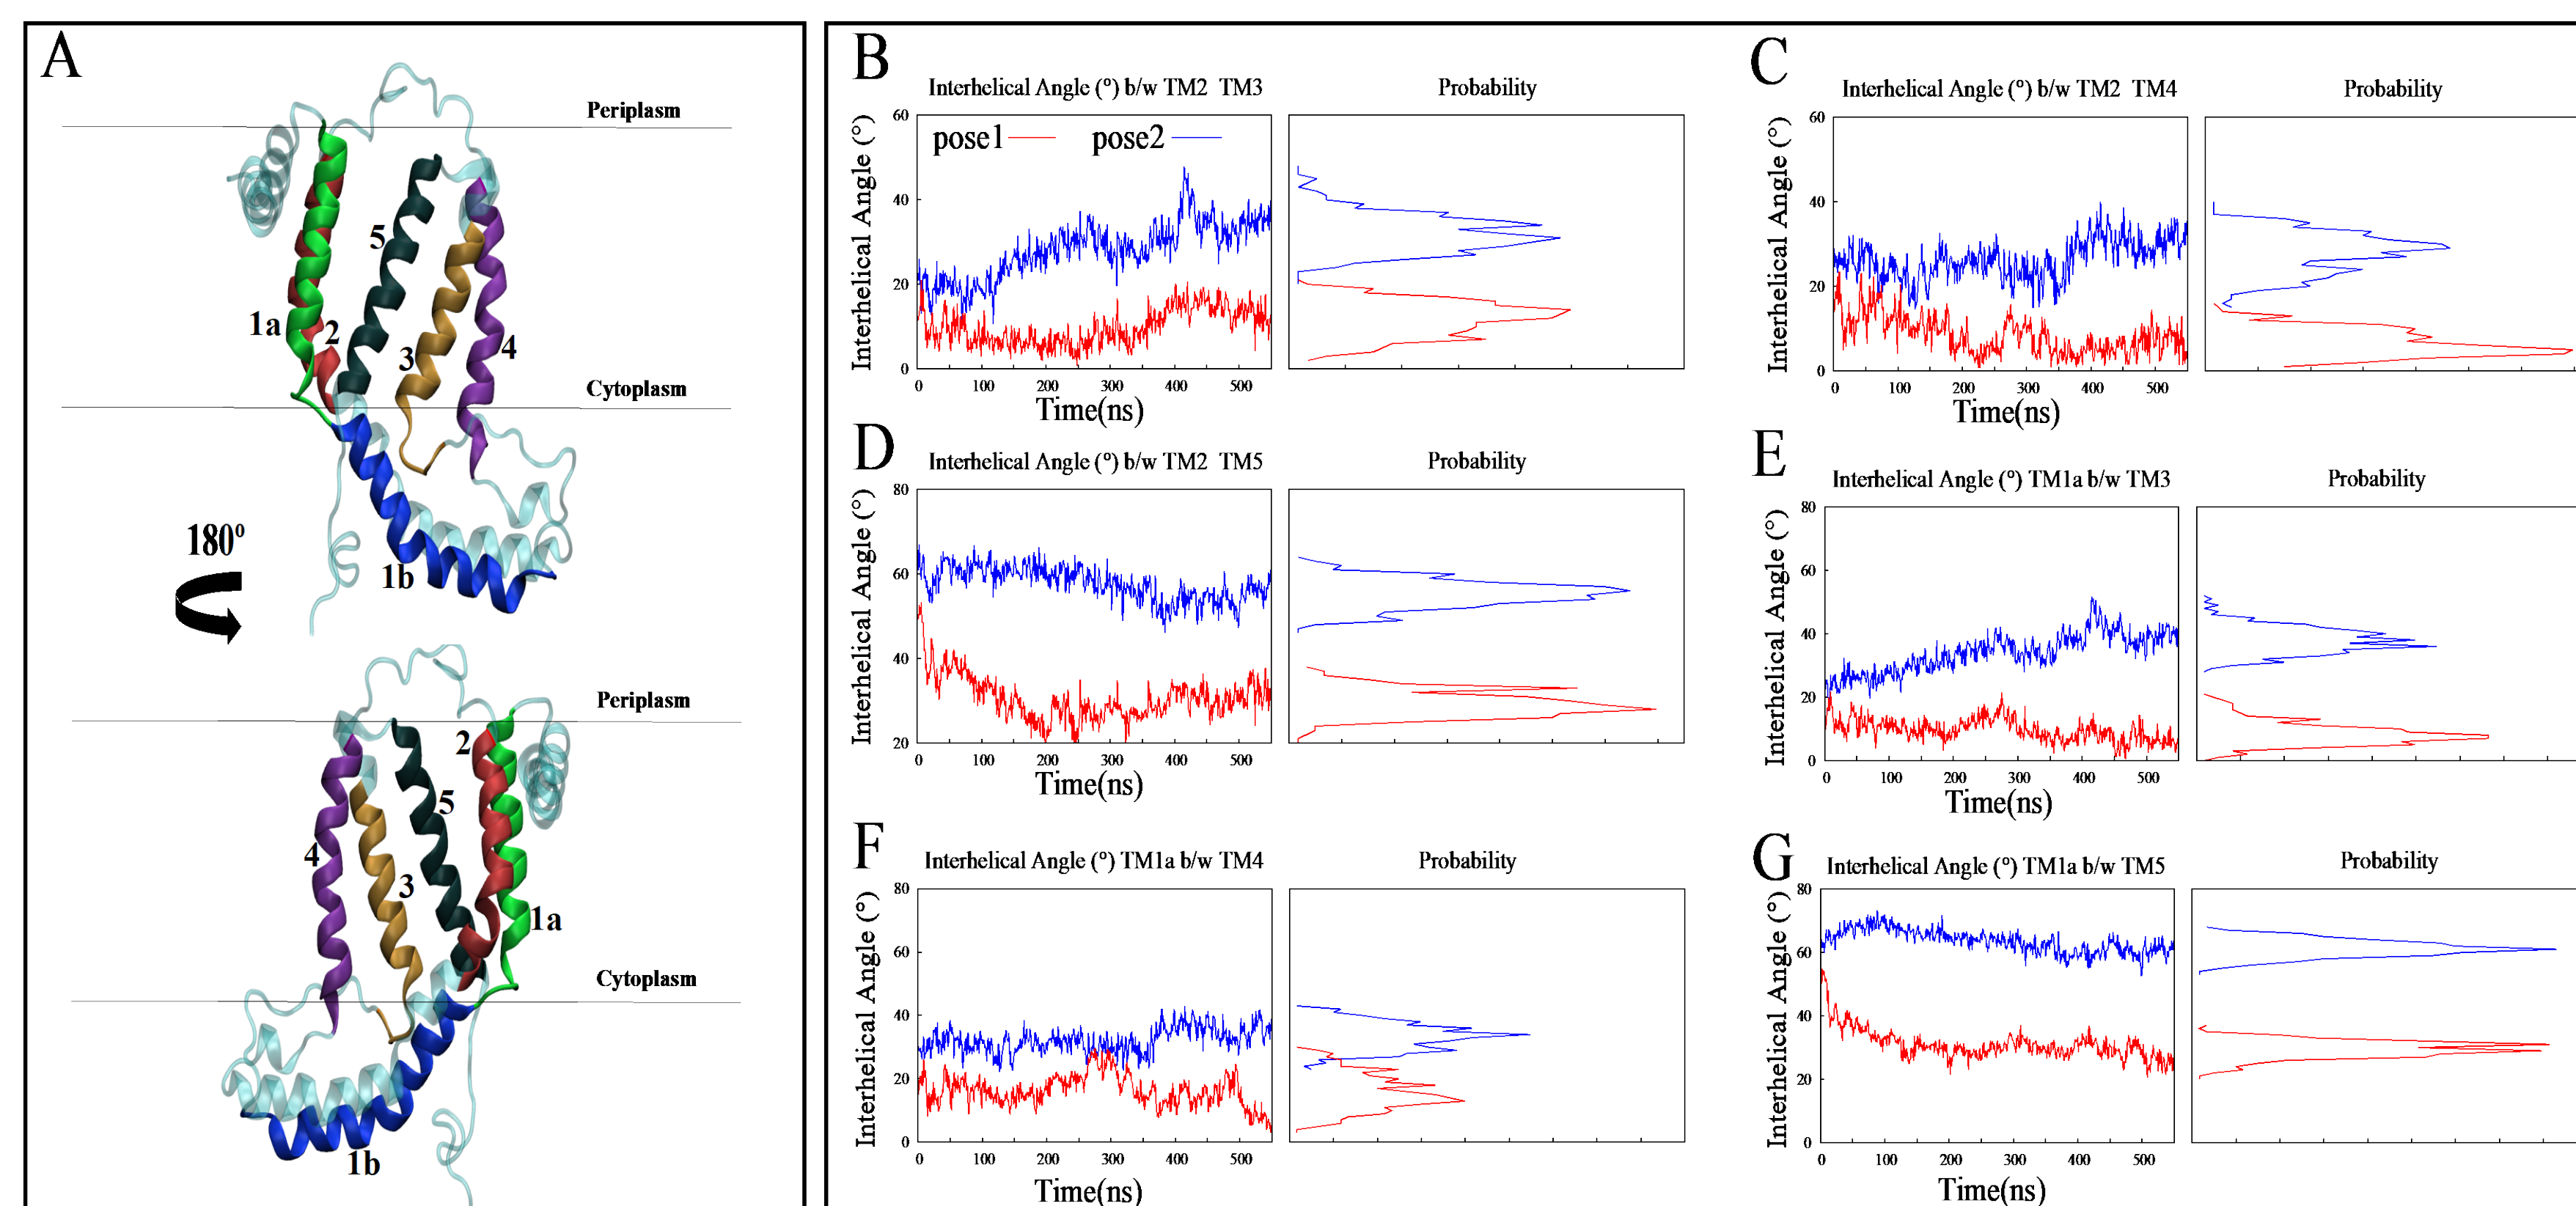 A
Periplasm
5
1a
2
3
4
Cytoplasm
180⁰
1b
Periplasm
2
5
4
3
1a
Cytoplasm
1b
B
Interhelical Angle (°) b/w TM2 TM3
Probability
Interhelical Angle (°)
pose1
pose2
60
40
20
0
0 100 200 300 400 500
Time(ns)
C
Interhelical Angle (°) b/w TM2 TM4
Probability
Interhelical Angle (°)
60
40
20
0
0 100 200 300 400 500
Time(ns)
D
Interhelical Angle (°) b/w TM2 TM5
Probability
Interhelical Angle (°)
80
60
40
20
0 100 200 300 400 500
Time(ns)
E
Interhelical Angle (°) TM1a b/w TM3
Probability
Interhelical Angle (°)
80
60
40
20
0
0 100 200 300 400 500
Time(ns)
F
Interhelical Angle (°) TM1a b/w TM4
Probability
Interhelical Angle (°)
80
60
40
20
0
0 100 200 300 400 500
Time(ns)
G
Interhelical Angle (°) TM1a b/w TM5
Probability
Interhelical Angle (°)
80
60
40
20
0
0 100 200 300 400 500
Time(ns)